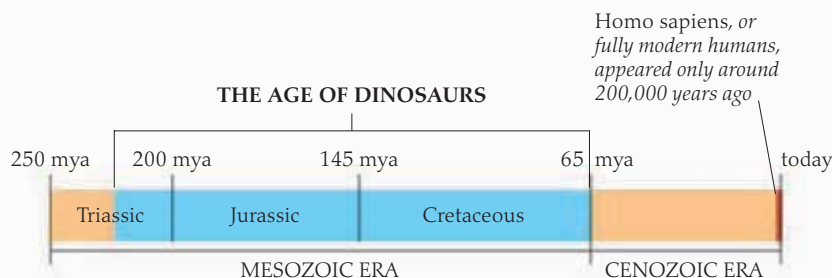 Homo sapiens, or
fully modern humans,
appeared only around
200,000 years ago
THE AGE OF DINOSAURS
250 mya 200 mya 145 mya 65 mya today
Triassic Jurassic Cretaceous
MESOZOIC ERA CENOZOIC ERA